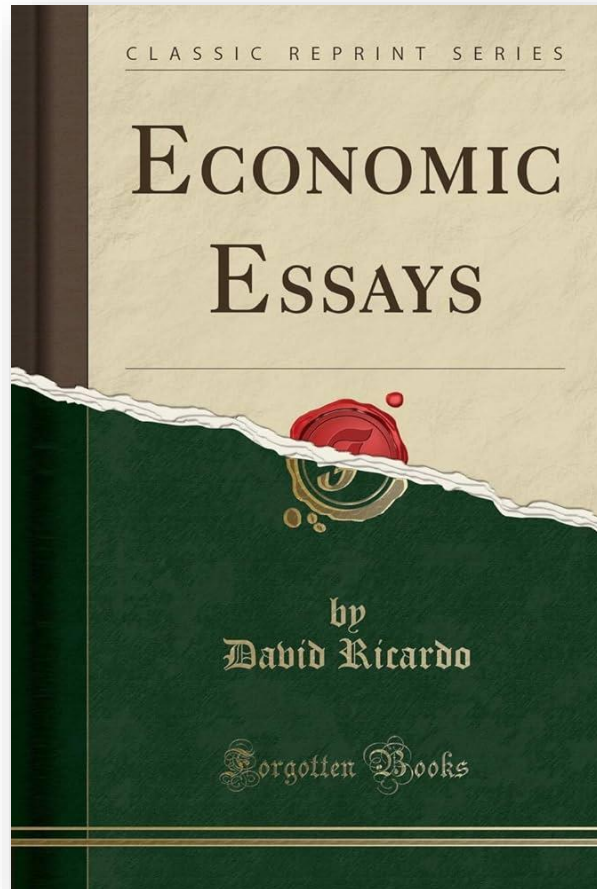 CLASSIC REPRINT SERIES
ECONOMIC
ESSAYS
by
David Ricardo
Forgotten Books